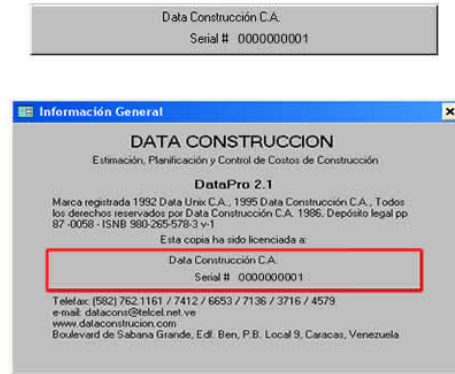 Data Construcción C.A.
Serial # 0000000001
Información General
DATA CONSTRUCCION
Estimación, Planificación y Control de Costos de Construcción
DataPro 2.1
Marca registrada 1992 Data Unix C.A., 1995 Data Construcción C.A., Todos
los derechos reservados por Data Construcción C.A. 1986. Depósito legal pp
87 -0058 - ISNB 980-265-578-3 v-1
Esta copia ha sido licenciada a:
Data Construcción C.A.
Serial # 0000000001
Telefax: (582) 762.1161 / 7412 / 6653 / 7136 / 3716 / 4579
e-mail: datacons@telcel.net.ve
www.dataconstrucion.com
Boulevard de Sabana Grande, Edf. Ben, P.B. Local 9, Caracas, Venezuela